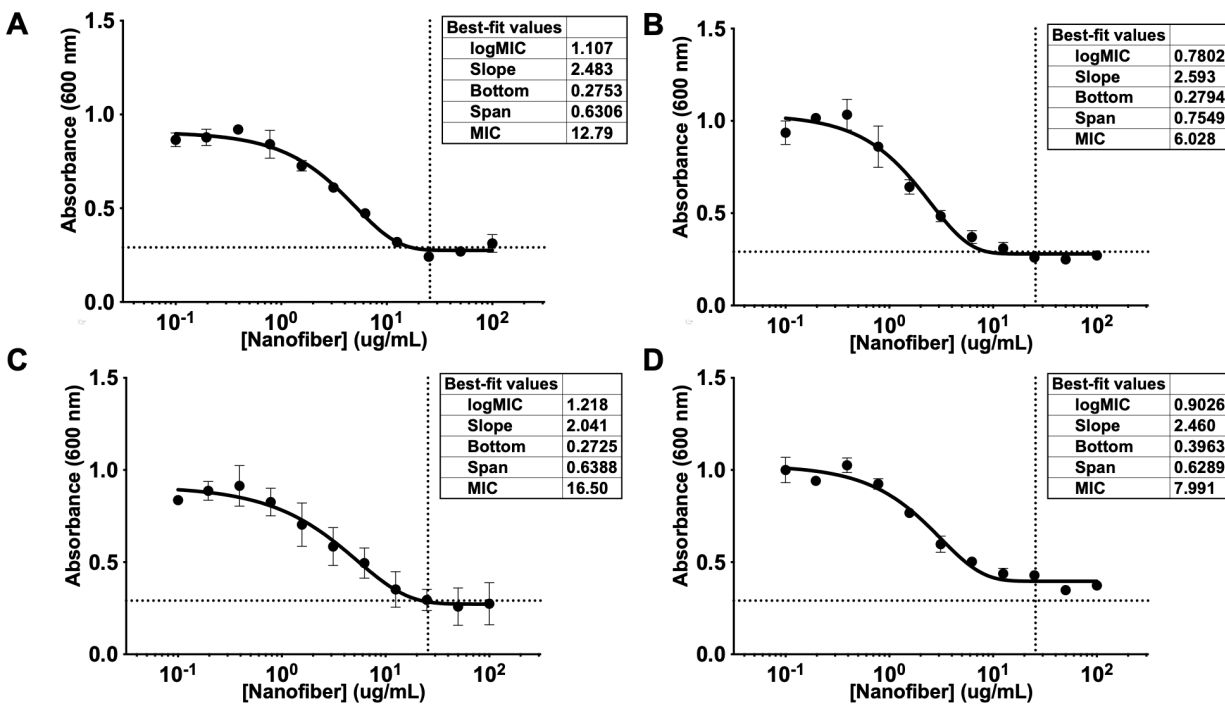 A
Absorbance (600 nm)
1.5
1.0
0.5
0.0
10-1
100
101
102
[Nanofiber] (ug/mL)
Best-fit values
logMIC 1.107
Slope 2.483
Bottom 0.2753
Span 0.6306
MIC 12.79
B
Absorbance (600 nm)
1.5
1.0
0.5
0.0
10-1
100
101
102
[Nanofiber] (ug/mL)
Best-fit values
logMIC 0.7802
Slope 2.593
Bottom 0.2794
Span 0.7549
MIC 6.028
C
Absorbance (600 nm)
1.5
1.0
0.5
0.0
10-1
100
101
102
[Nanofiber] (ug/mL)
Best-fit values
logMIC 1.218
Slope 2.041
Bottom 0.2725
Span 0.6388
MIC 16.50
D
Absorbance (600 nm)
1.5
1.0
0.5
0.0
10-1
100
101
102
[Nanofiber] (ug/mL)
Best-fit values
logMIC 0.9026
Slope 2.460
Bottom 0.3963
Span 0.6289
MIC 7.991